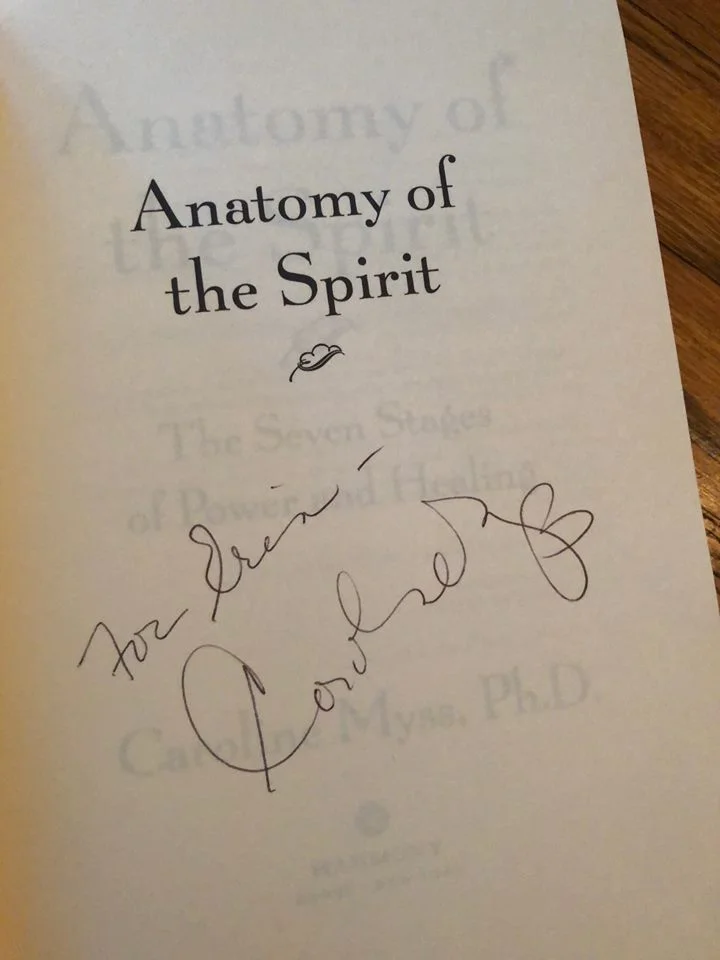 Anatomy of
the Spirit
The Seven Stages
of Power and Healing
For Erin -
Caroline Myss, Ph.D.